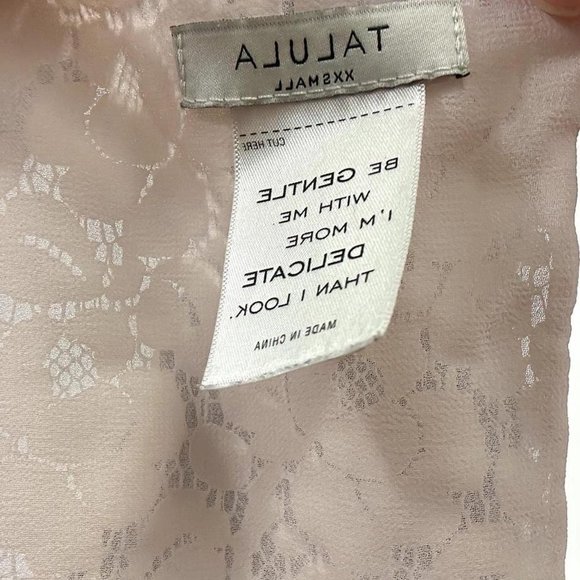 TALULA
XXSMALL
CUT HERE
BE GENTLE
WITH ME.
I'M MORE
DELICATE
THAN I LOOK.
MADE IN CHINA